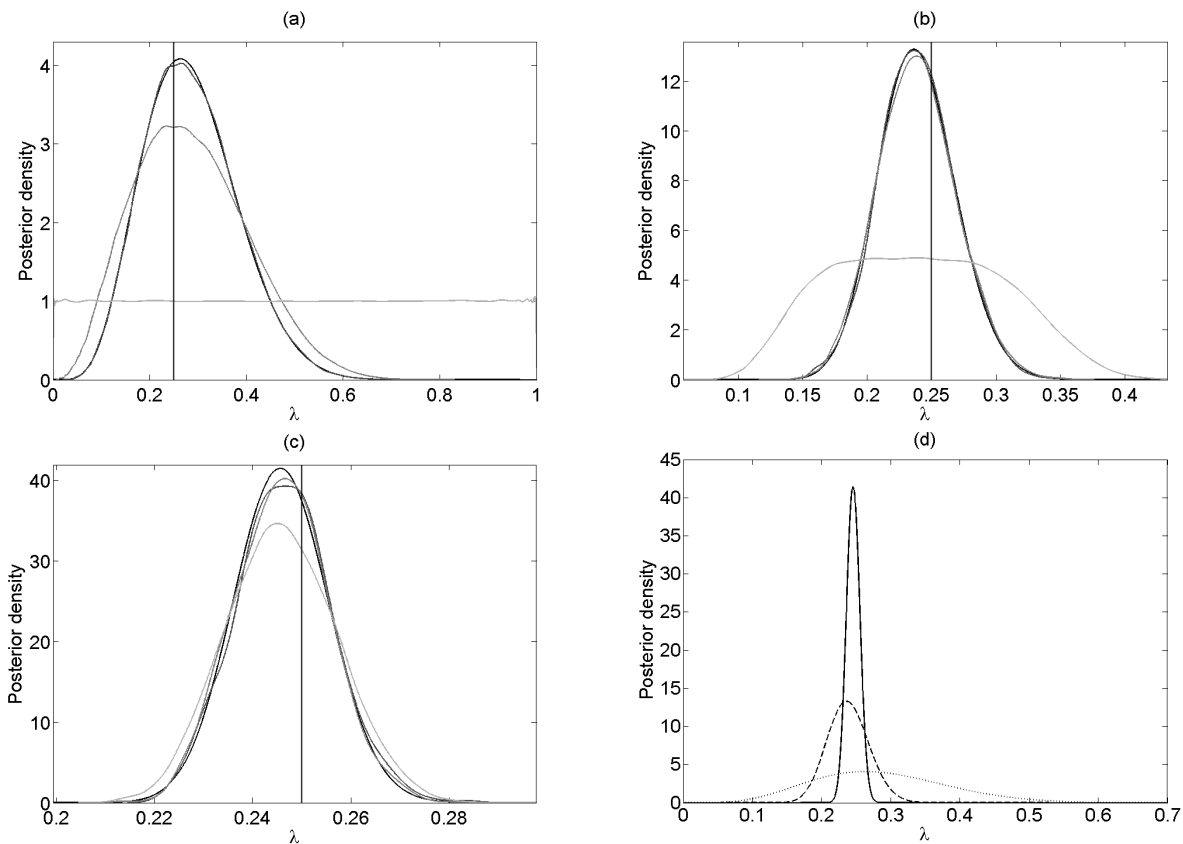 (a)
4
3
2
1
0
Posterior density
0 0.2 0.4 0.6 0.8 1
λ
(b)
12
10
8
6
4
2
0
Posterior density
0.1 0.15 0.2 0.25 0.3 0.35 0.4
λ
(c)
40
30
20
10
0
Posterior density
0.2 0.22 0.24 0.26 0.28
λ
(d)
45
40
35
30
25
20
15
10
5
0
Posterior density
0 0.1 0.2 0.3 0.4 0.5 0.6 0.7
λ